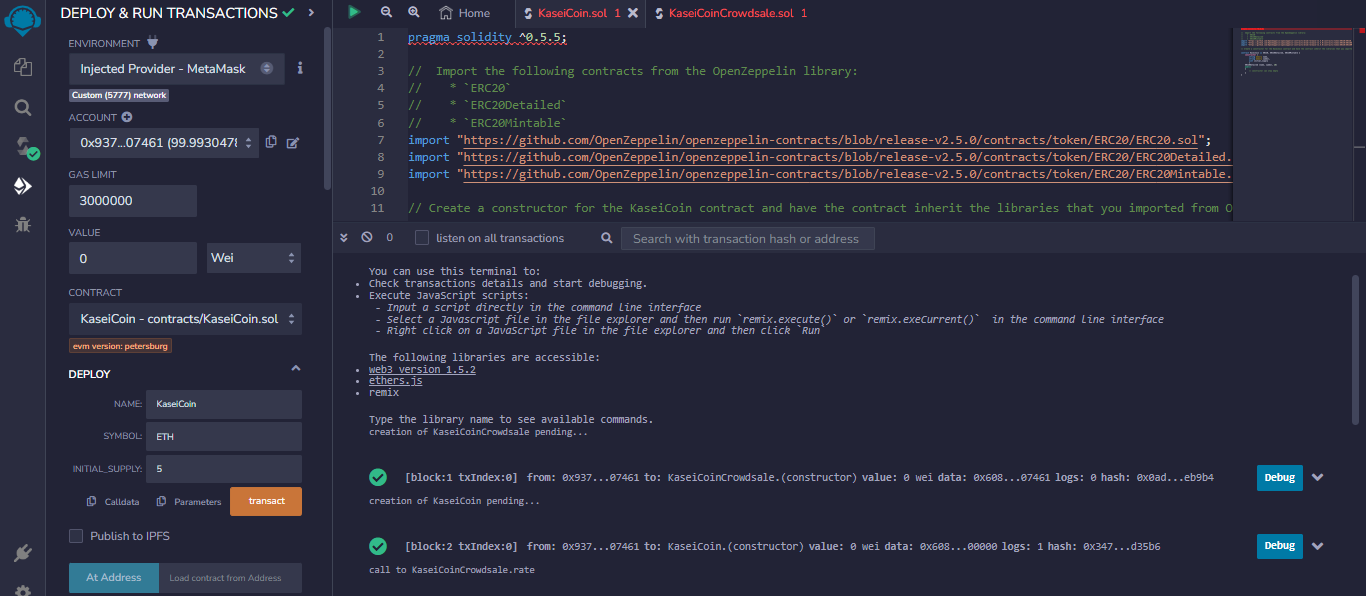 DEPLOY & RUN TRANSACTIONS
ENVIRONMENT
Injected Provider - MetaMask
Custom (5777) network
ACCOUNT
0x937...07461 (99.9930478
GAS LIMIT
3000000
VALUE
0
Wei
CONTRACT
KaseiCoin - contracts/KaseiCoin.sol
evm version: petersburg
DEPLOY
NAME: KaseiCoin
SYMBOL: ETH
INITIAL_SUPPLY: 5
Calldata Parameters transact
Publish to IPFS
At Address Load contract from Address
Home KaseiCoin.sol 1 KaseiCoinCrowdsale.sol 1
1 pragma solidity ^0.5.5;
2
3 //  Import the following contracts from the OpenZeppelin library:
4 //    * `ERC20`
5 //    * `ERC20Detailed`
6 //    * `ERC20Mintable`
7 import "https://github.com/OpenZeppelin/openzeppelin-contracts/blob/release-v2.5.0/contracts/token/ERC20/ERC20.sol";
8 import "https://github.com/OpenZeppelin/openzeppelin-contracts/blob/release-v2.5.0/contracts/token/ERC20/ERC20Detailed.
9 import "https://github.com/OpenZeppelin/openzeppelin-contracts/blob/release-v2.5.0/contracts/token/ERC20/ERC20Mintable.
10
11 // Create a constructor for the KaseiCoin contract and have the contract inherit the libraries that you imported from O
0 listen on all transactions Search with transaction hash or address
You can use this terminal to:
• Check transactions details and start debugging.
• Execute JavaScript scripts:
- Input a script directly in the command line interface
- Select a Javascript file in the file explorer and then run `remix.execute()` or `remix.exeCurrent()`  in the command line interface
- Right click on a JavaScript file in the file explorer and then click `Run`
The following libraries are accessible:
• web3 version 1.5.2
• ethers.js
• remix
Type the library name to see available commands.
creation of KaseiCoinCrowdsale pending...
[block:1 txIndex:0] from: 0x937...07461 to: KaseiCoinCrowdsale.(constructor) value: 0 wei data: 0x608...07461 logs: 0 hash: 0x0ad...eb9b4 Debug
creation of KaseiCoin pending...
[block:2 txIndex:0] from: 0x937...07461 to: KaseiCoin.(constructor) value: 0 wei data: 0x608...00000 logs: 1 hash: 0x347...d35b6 Debug
call to KaseiCoinCrowdsale.rate